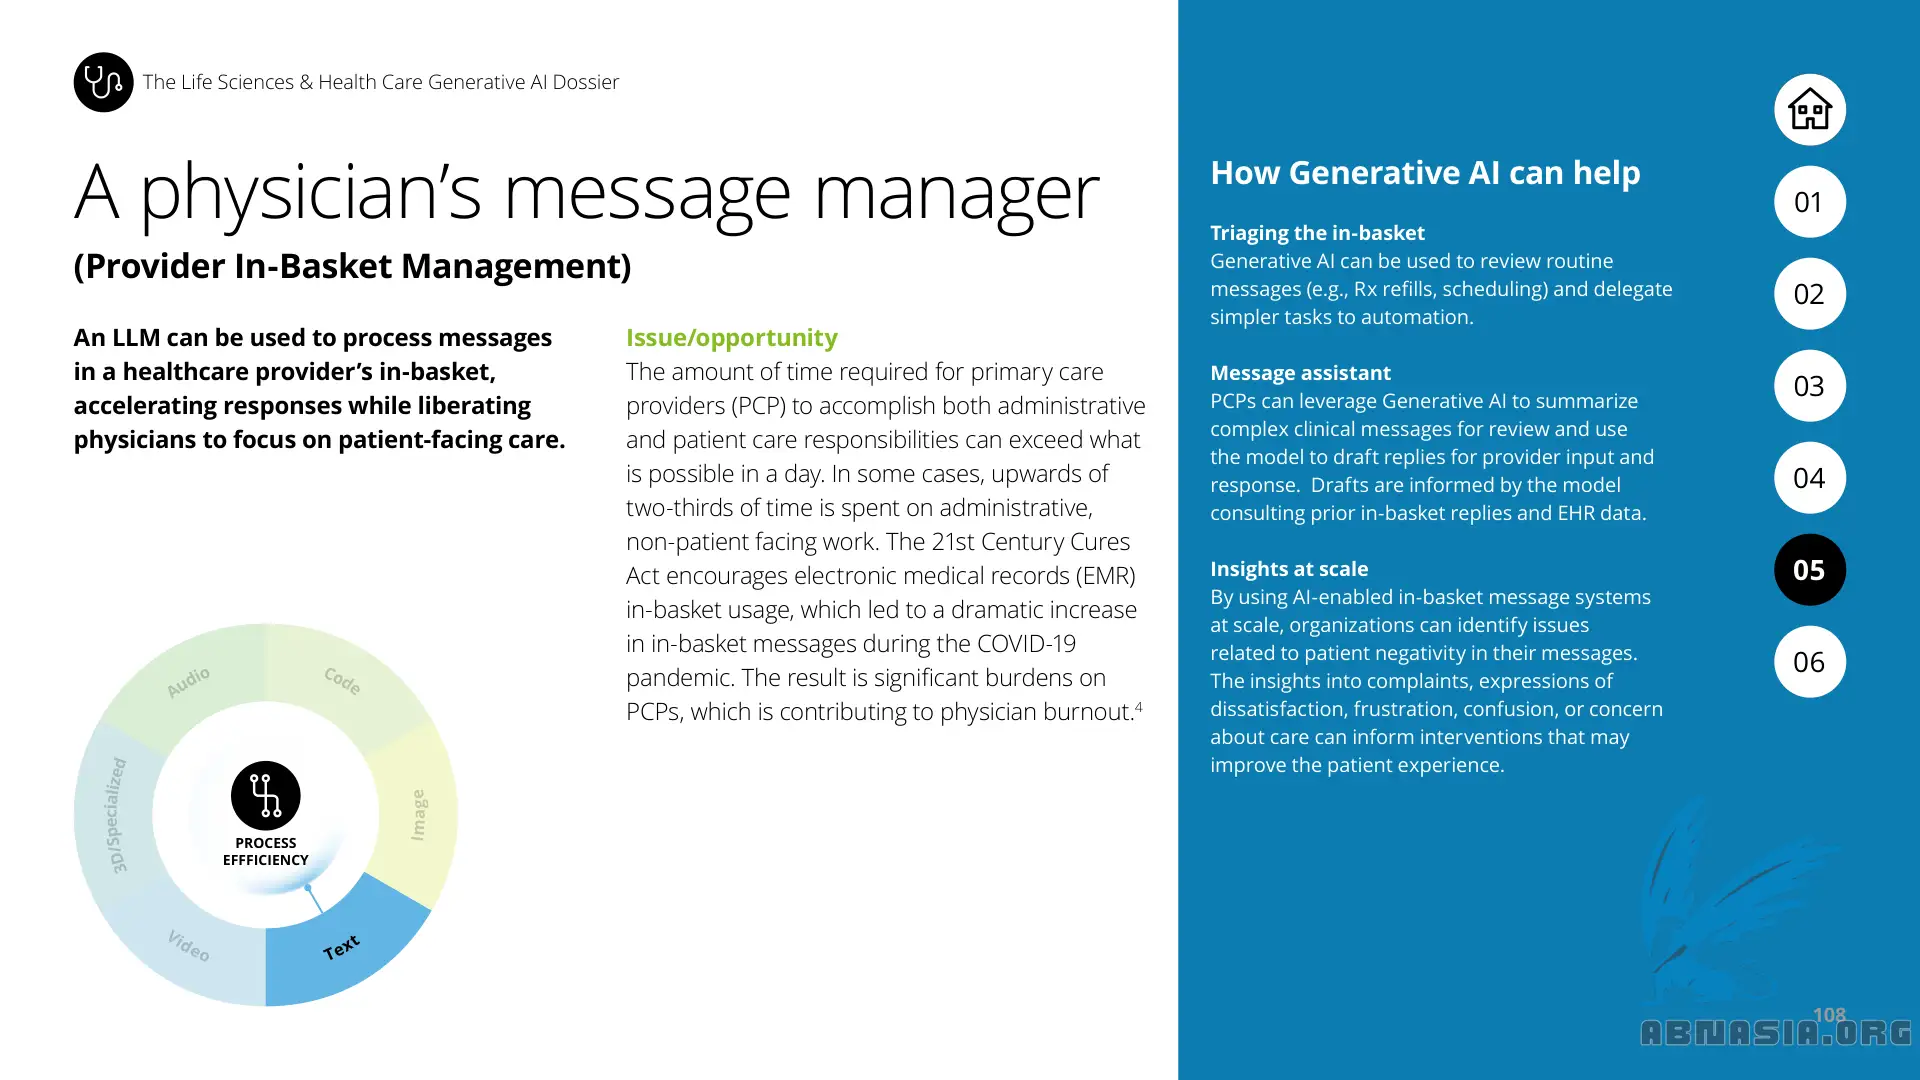 The Life Sciences & Health Care Generative AI Dossier
A physician’s message manager
(Provider In-Basket Management)
An LLM can be used to process messages
in a healthcare provider’s in-basket,
accelerating responses while liberating
physicians to focus on patient-facing care.
Issue/opportunity
The amount of time required for primary care
providers (PCP) to accomplish both administrative
and patient care responsibilities can exceed what
is possible in a day. In some cases, upwards of
two-thirds of time is spent on administrative,
non-patient facing work. The 21st Century Cures
Act encourages electronic medical records (EMR)
in-basket usage, which led to a dramatic increase
in in-basket messages during the COVID-19
pandemic. The result is significant burdens on
PCPs, which is contributing to physician burnout.4
Audio
Code
3D/Specialized
Image
Video
Text
PROCESS
EFFFICIENCY
How Generative AI can help
Triaging the in-basket
Generative AI can be used to review routine
messages (e.g., Rx refills, scheduling) and delegate
simpler tasks to automation.
Message assistant
PCPs can leverage Generative AI to summarize
complex clinical messages for review and use
the model to draft replies for provider input and
response.  Drafts are informed by the model
consulting prior in-basket replies and EHR data.
Insights at scale
By using AI-enabled in-basket message systems
at scale, organizations can identify issues
related to patient negativity in their messages.
The insights into complaints, expressions of
dissatisfaction, frustration, confusion, or concern
about care can inform interventions that may
improve the patient experience.
01
02
03
04
05
06
108
ABNASIA.ORG